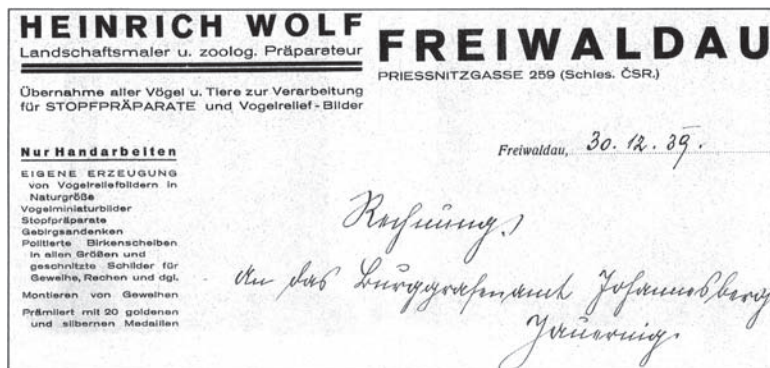 HEINRICH WOLF
Landschaftsmaler u. zoolog. Präparateur
FREIWALDAU
PRIESSNITZGASSE 259 (Schles. ČSR.)
Übernahme aller Vögel u. Tiere zur Verarbeitung
für STOPFPRÄPARATE und Vogelrelief-Bilder
Nur Handarbeiten
EIGENE ERZEUGUNG
von Vogelreliefbildern in
Naturgröße
Vogelminiaturbilder
Stopfpräparate
Gebirgsandenken
Politierte Birkenscheiben
in allen Größen und
geschnitzte Schilder für
Geweihe, Rechen und dgl.
Montieren von Geweihen
Prämiiert mit 20 goldenen
und silbernen Medaillen
Freiwaldau, 30. 12. 39.
Rechnung
An das Burggrafenamt Johannesberg
Jauernig.